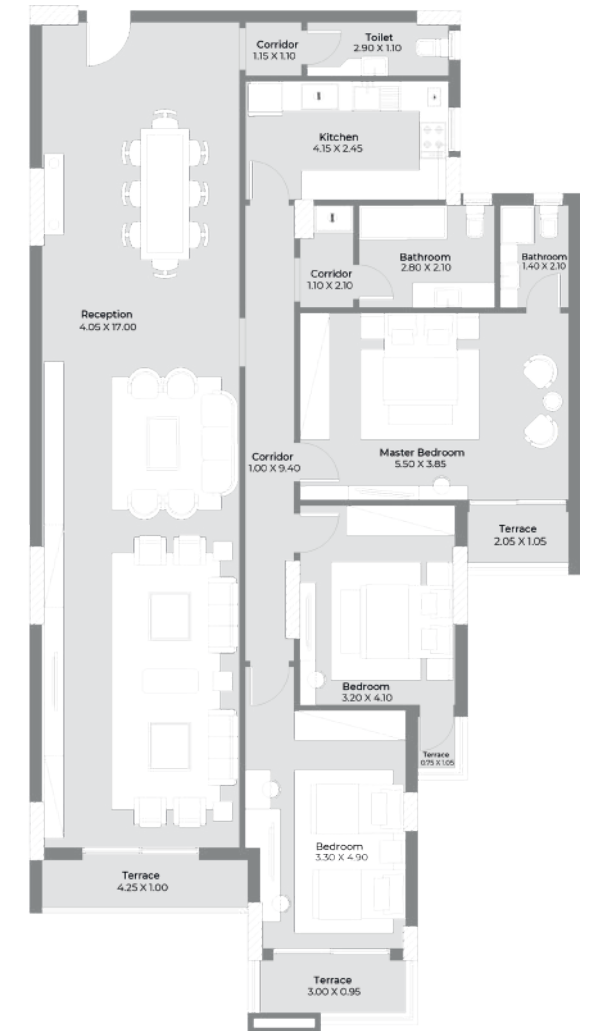 Corridor
1.15 X 1.10
Toilet
2.90 X 1.10
Kitchen
4.15 X 2.45
Corridor
1.10 X 2.10
Bathroom
2.80 X 2.10
Bathroom
1.40 X 2.10
Reception
4.05 X 17.00
Corridor
1.00 X 9.40
Master Bedroom
5.50 X 3.85
Terrace
2.05 X 1.05
Bedroom
3.20 X 4.10
Terrace
0.75 X 1.05
Bedroom
3.30 X 4.90
Terrace
4.25 X 1.00
Terrace
3.00 X 0.95